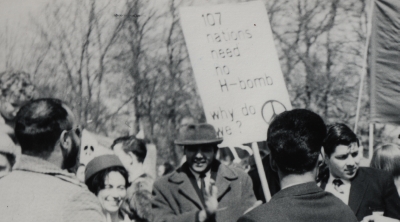 107
nations'
need
no
H-bomb
why do
we?